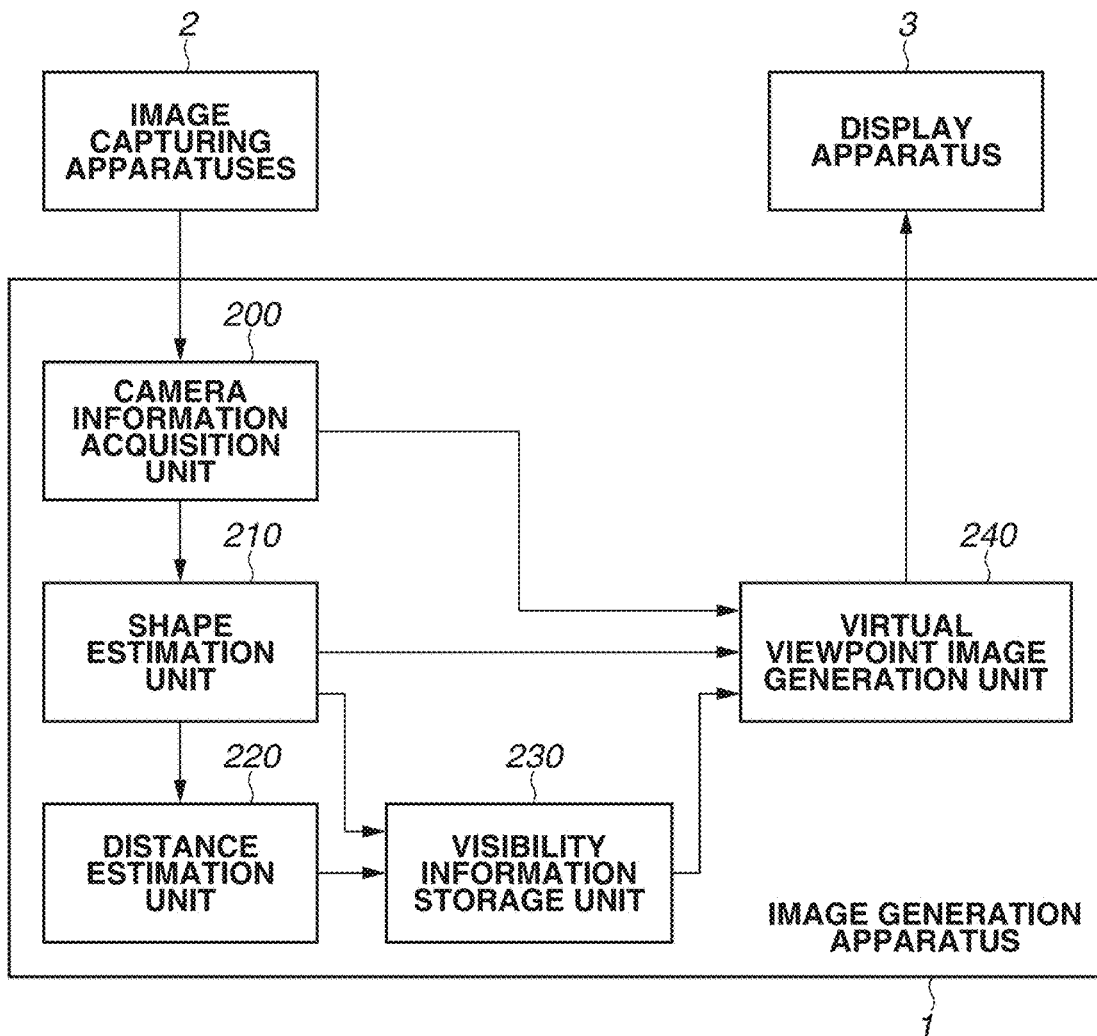 2
IMAGE
CAPTURING
APPARATUSES
3
DISPLAY
APPARATUS
200
CAMERA
INFORMATION
ACQUISITION
UNIT
210
SHAPE
ESTIMATION
UNIT
240
VIRTUAL
VIEWPOINT IMAGE
GENERATION UNIT
220
DISTANCE
ESTIMATION
UNIT
230
VISIBILITY
INFORMATION
STORAGE UNIT
IMAGE GENERATION
APPARATUS
1